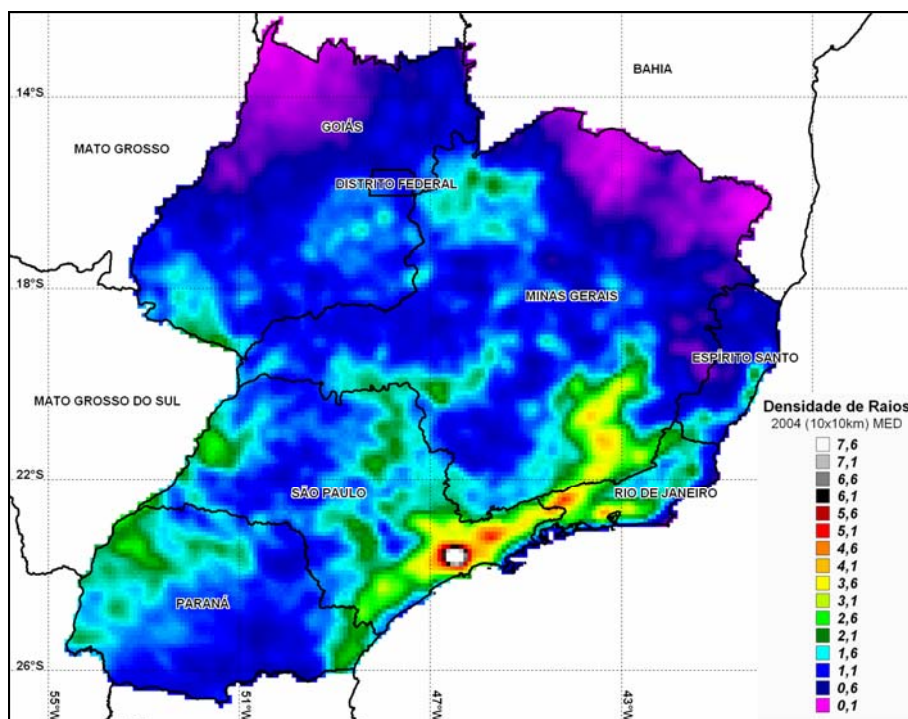 BAHIA
14°S
GOIÁS
MATO GROSSO
DISTRITO FEDERAL
18°S
MINAS GERAIS
ESPÍRITO SANTO
MATO GROSSO DO SUL
Densidade de Raios
2004 (10x10km) MED
7,6
7,1
6,6
6,1
5,6
5,1
4,6
4,1
3,6
3,1
2,6
2,1
1,6
1,1
0,6
0,1
22°S
SÃO PAULO
RIO DE JANEIRO
PARANÁ
26°S
55°W
51°W
47°W
43°W